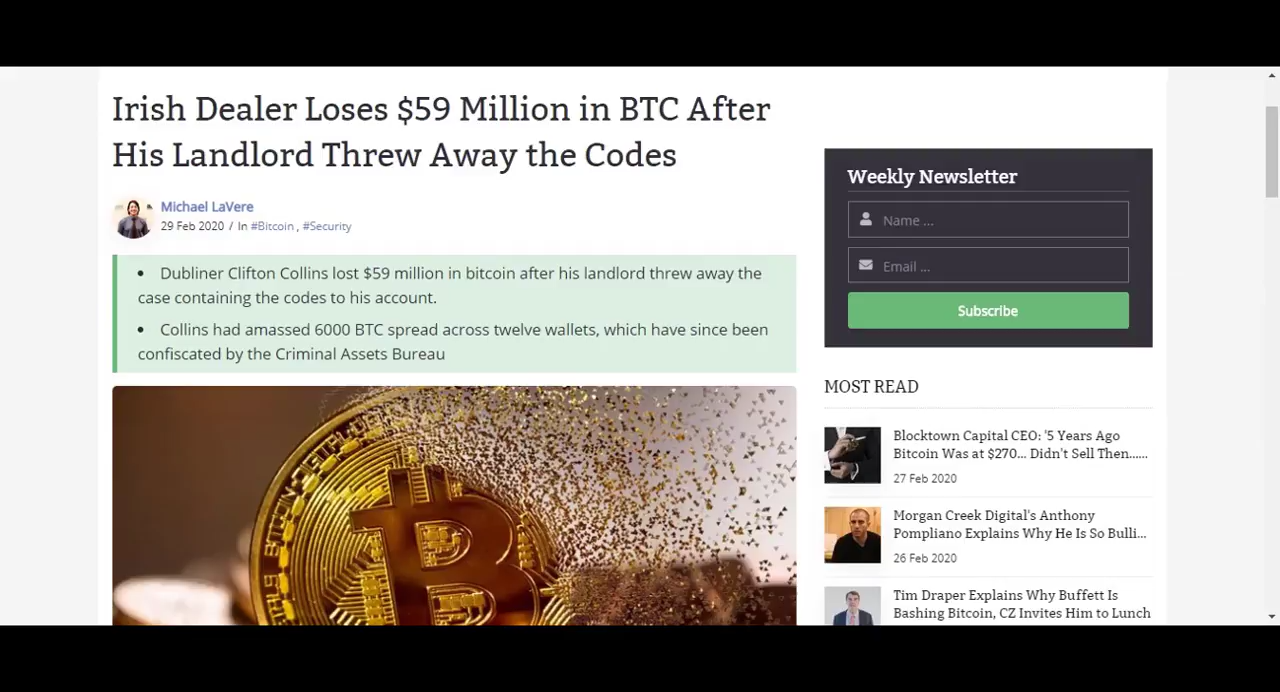 Irish Dealer Loses $59 Million in BTC After
His Landlord Threw Away the Codes
Michael LaVere
29 Feb 2020 / In #Bitcoin , #Security
• Dubliner Clifton Collins lost $59 million in bitcoin after his landlord threw away the
case containing the codes to his account.
• Collins had amassed 6000 BTC spread across twelve wallets, which have since been
confiscated by the Criminal Assets Bureau
Weekly Newsletter
Name ...
Email ...
Subscribe
MOST READ
Blocktown Capital CEO: '5 Years Ago
Bitcoin Was at $270... Didn't Sell Then......
27 Feb 2020
Morgan Creek Digital's Anthony
Pompliano Explains Why He Is So Bulli...
26 Feb 2020
Tim Draper Explains Why Buffett Is
Bashing Bitcoin, CZ Invites Him to Lunch